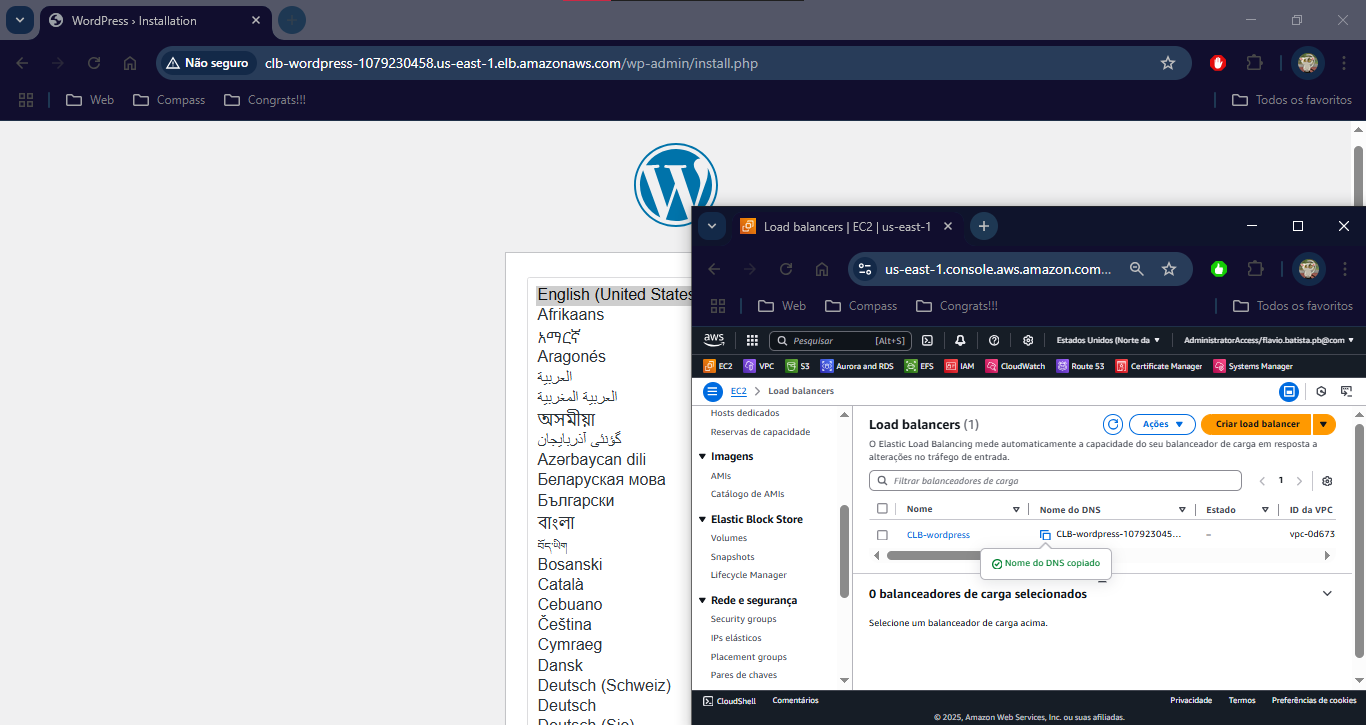 WordPress › Installation
Não seguro clb-wordpress-1079230458.us-east-1.elb.amazonaws.com/wp-admin/install.php
Web Compass Congrats!!! Todos os favoritos
English (United States
Afrikaans
አማርኛ
Aragonés
العربية
العربية المغربية
অসমীয়া
گؤنئی آذربایجان
Azərbaycan dili
Беларуская мова
Български
বাংলা
བོད་ཡིག
Bosanski
Català
Cebuano
Čeština
Cymraeg
Dansk
Deutsch (Schweiz)
Deutsch
Deutsch (Sie)
Load balancers | EC2 | us-east-1
us-east-1.console.aws.amazon.com...
Web Compass Congrats!!! Todos os favoritos
aws Pesquisar [Alt+S] Estados Unidos (Norte da AdministratorAccess/flavio.batista.pb@com
EC2 VPC S3 Aurora and RDS EFS IAM CloudWatch Route 53 Certificate Manager Systems Manager
EC2 Load balancers
Hosts dedicados
Reservas de capacidade
Imagens
AMIs
Catálogo de AMIs
Elastic Block Store
Volumes
Snapshots
Lifecycle Manager
Rede e segurança
Security groups
IPs elásticos
Placement groups
Pares de chaves
Load balancers (1) Ações Criar load balancer
O Elastic Load Balancing mede automaticamente a capacidade do seu balanceador de carga em resposta a
alterações no tráfego de entrada.
Filtrar balanceadores de carga 1
Nome Nome do DNS Estado ID da VPC
CLB-wordpress CLB-wordpress-107923045... – vpc-0d673
Nome do DNS copiado
0 balanceadores de carga selecionados
Selecione um balanceador de carga acima.
CloudShell Comentários Privacidade Termos Preferências de cookies
© 2025, Amazon Web Services, Inc. ou suas afiliadas.